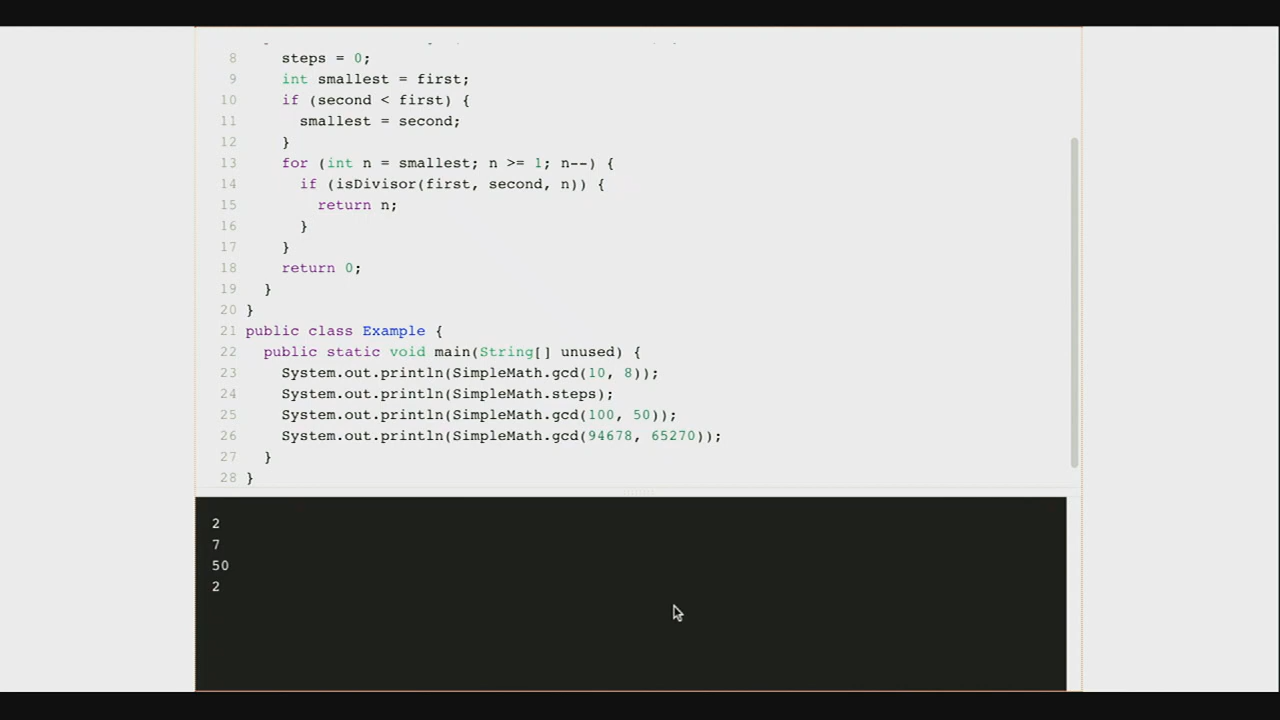 8 steps = 0;
9 int smallest = first;
10 if (second < first) {
11 smallest = second;
12 }
13 for (int n = smallest; n >= 1; n--) {
14 if (isDivisor(first, second, n)) {
15 return n;
16 }
17 }
18 return 0;
19 }
20 }
21 public class Example {
22 public static void main(String[] unused) {
23 System.out.println(SimpleMath.gcd(10, 8));
24 System.out.println(SimpleMath.steps);
25 System.out.println(SimpleMath.gcd(100, 50));
26 System.out.println(SimpleMath.gcd(94678, 65270));
27 }
28 }
2
7
50
2